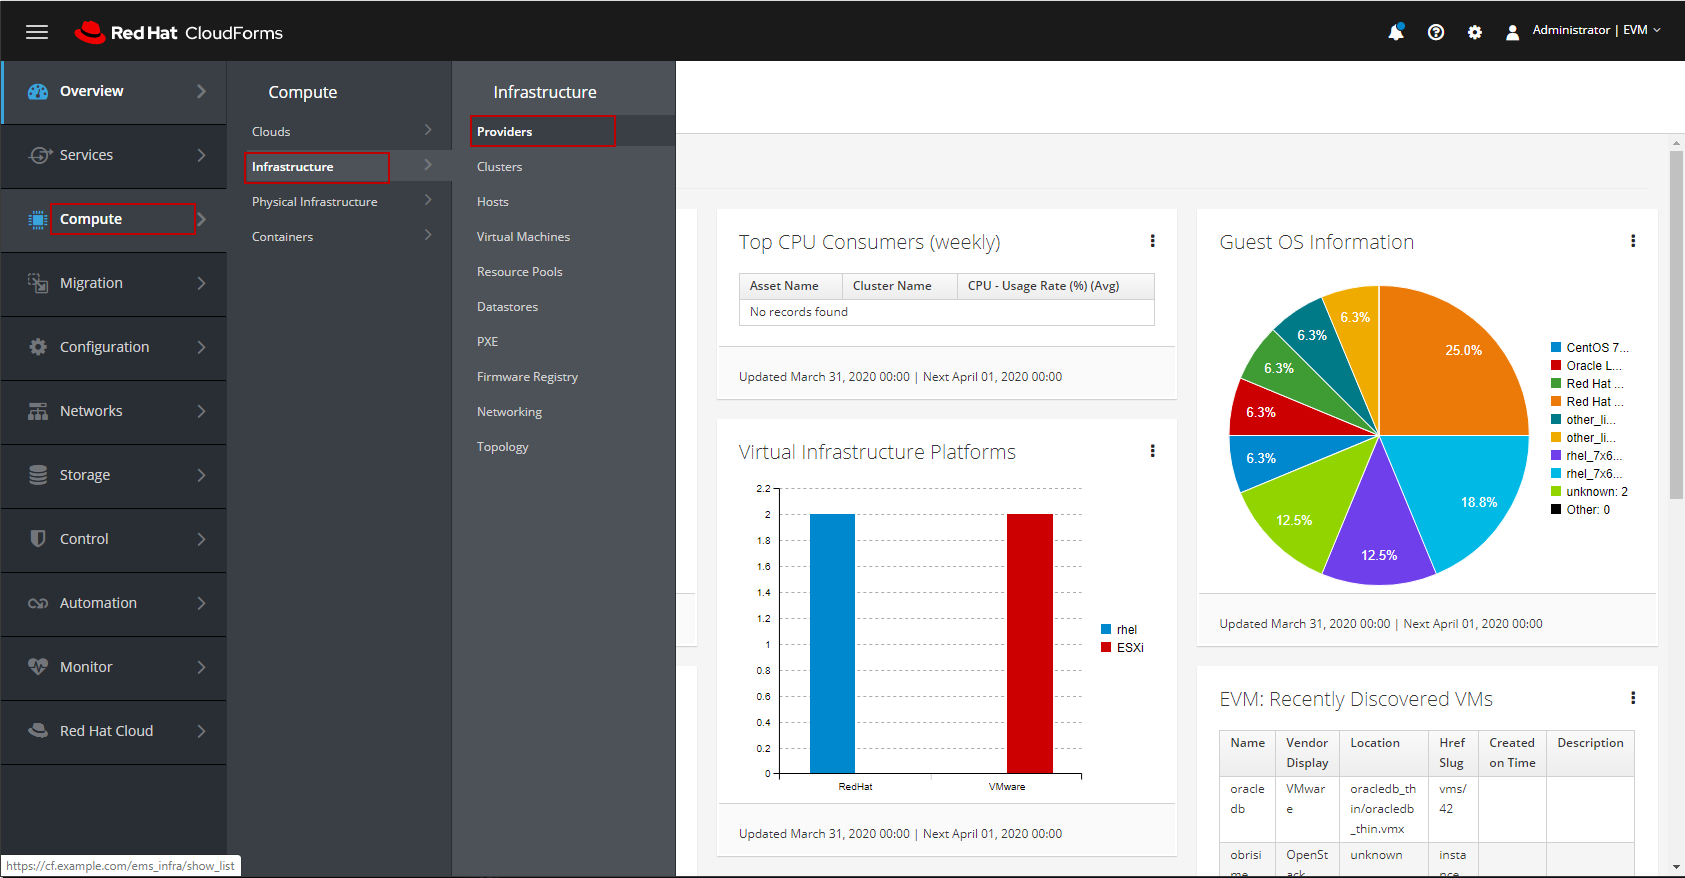 Red Hat CloudForms
Administrator | EVM
Overview
Services
Compute
Migration
Configuration
Networks
Storage
Control
Automation
Monitor
Red Hat Cloud
Compute
Clouds
Infrastructure
Physical Infrastructure
Containers
Infrastructure
Providers
Clusters
Hosts
Virtual Machines
Resource Pools
Datastores
PXE
Firmware Registry
Networking
Topology
Top CPU Consumers (weekly)
Asset Name Cluster Name CPU - Usage Rate (%) (Avg)
No records found
Updated March 31, 2020 00:00 | Next April 01, 2020 00:00
Virtual Infrastructure Platforms
2.2
2
1.8
1.6
1.4
1.2
1
0.8
0.6
0.4
0.2
0
RedHat VMware
rhel
ESXi
Updated March 31, 2020 00:00 | Next April 01, 2020 00:00
Guest OS Information
6.3%
6.3%
25.0%
6.3%
6.3%
6.3%
18.8%
12.5%
12.5%
CentOS 7...
Oracle L...
Red Hat ...
Red Hat ...
other_li...
other_li...
rhel_7x6...
rhel_7x6...
unknown: 2
Other: 0
Updated March 31, 2020 00:00 | Next April 01, 2020 00:00
EVM: Recently Discovered VMs
Name Vendor Location Href Created Description
Display Slug on Time
oracle VMwar oracledb_th vms/
db e in/oracledb 42
_thin.vmx
obrisi OpenSt unknown insta
me ack nce
https://cf.example.com/ems_infra/show_list